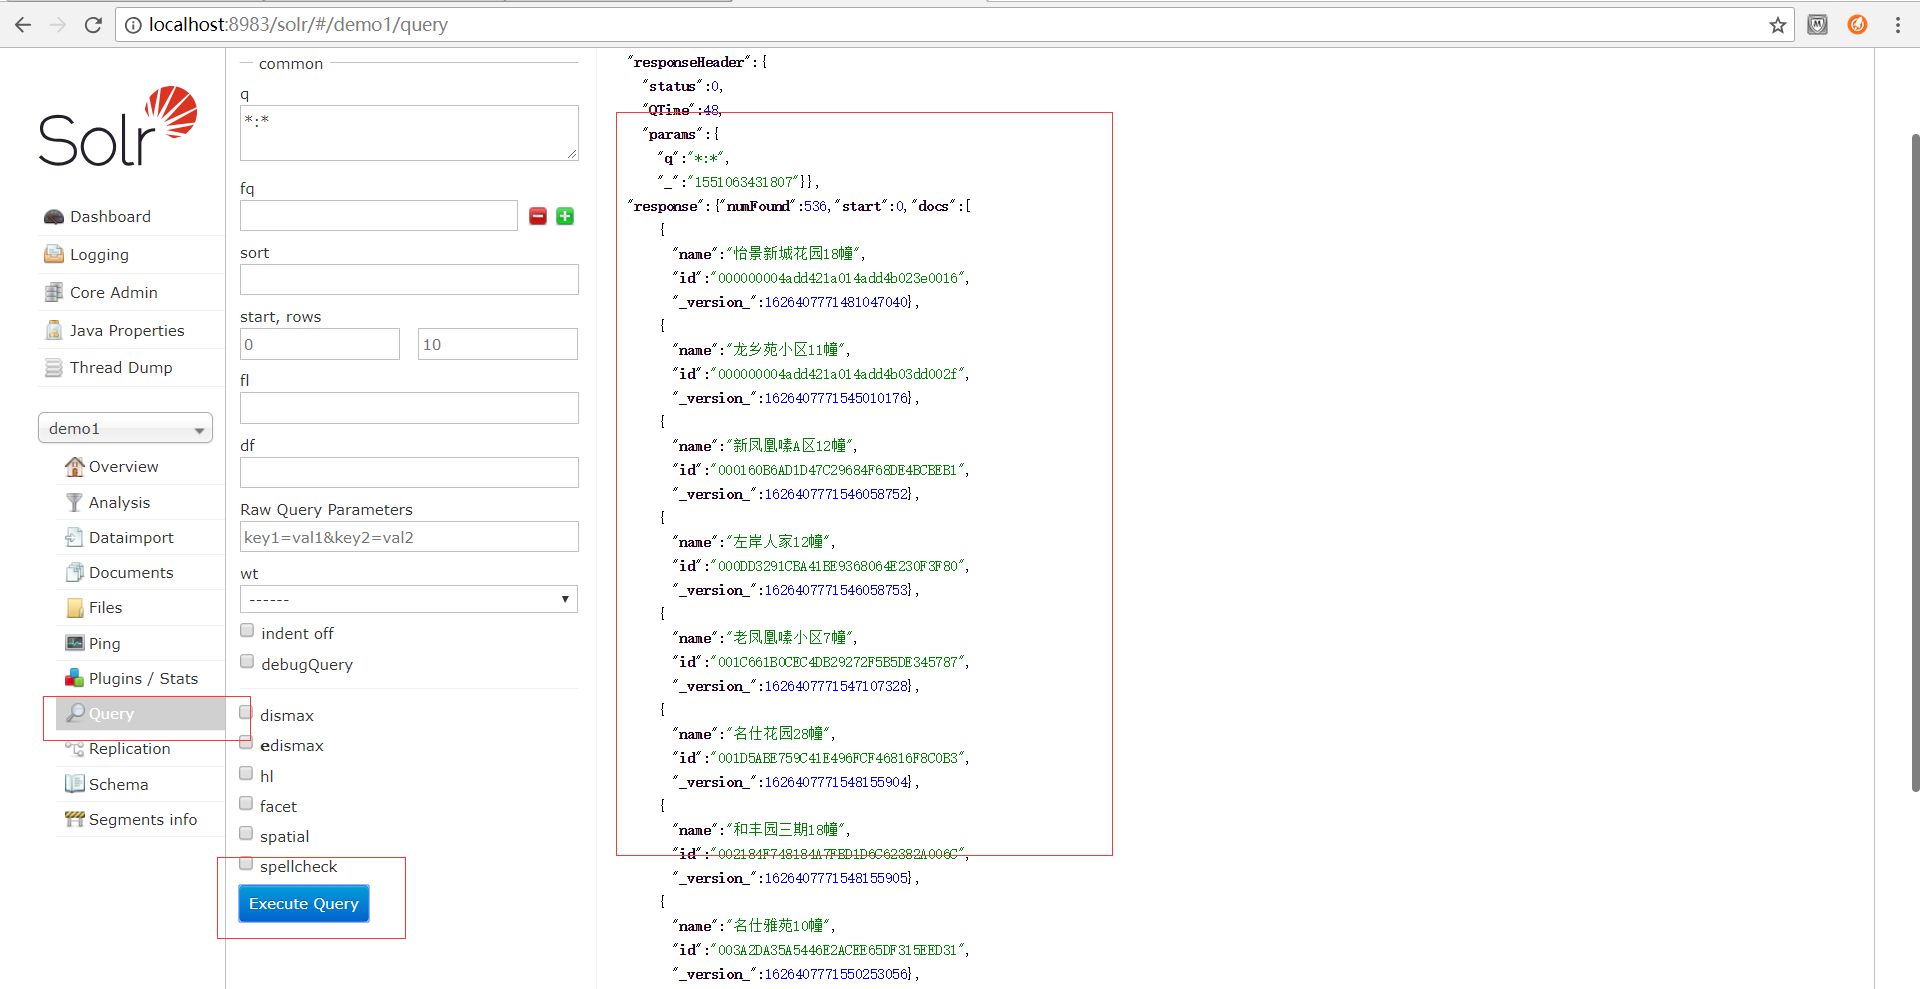 localhost:8983/solr/#/demo1/query
Solr
Dashboard
Logging
Core Admin
Java Properties
Thread Dump
demo1
Overview
Analysis
Dataimport
Documents
Files
Ping
Plugins / Stats
Query
Replication
Schema
Segments info
common
q
*:*
fq
sort
start, rows
0
10
fl
df
Raw Query Parameters
key1=val1&key2=val2
wt
------
indent off
debugQuery
dismax
edismax
hl
facet
spatial
spellcheck
Execute Query
"responseHeader":{
"status":0,
"QTime":48,
"params":{
"q":"*:*",
"_":"1551063431807"}},
"response":{"numFound":536,"start":0,"docs":[
{
"name":"怡景新城花园18幢",
"id":"000000004add421a014add4b023e0016",
"_version_":1626407771481047040},
{
"name":"龙乡苑小区11幢",
"id":"000000004add421a014add4b03dd002f",
"_version_":1626407771545010176},
{
"name":"新凤凰嗉A区12幢",
"id":"000160B6AD1D47C29684F68DE4BCBEB1",
"_version_":1626407771546058752},
{
"name":"左岸人家12幢",
"id":"000DD3291CBA41BE9368064E230F3F80",
"_version_":1626407771546058753},
{
"name":"老凤凰嗉小区7幢",
"id":"001C661B0CEC4DB29272F5B5DE345787",
"_version_":1626407771547107328},
{
"name":"名仕花园28幢",
"id":"001D5ABE759C41E496FCF46816F8C0B3",
"_version_":1626407771548155904},
{
"name":"和丰园三期18幢",
"id":"002184F748184A7FBD1D6C62382A006C",
"_version_":1626407771548155905},
{
"name":"名仕雅苑10幢",
"id":"003A2DA35A5446E2ACEE65DF315EED31",
"_version_":1626407771550253056},